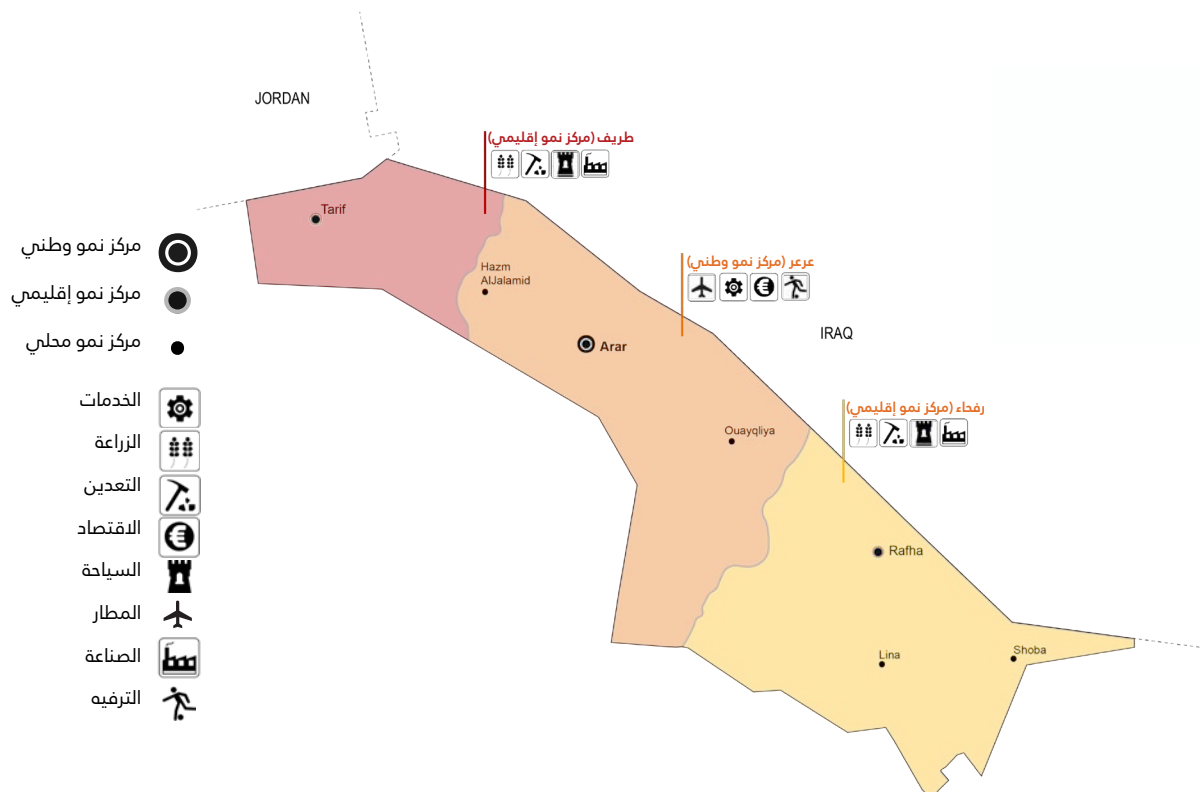 JORDAN
طريف (مركز نمو إقليمي)
Tarif
مركز نمو وطني
مركز نمو إقليمي
مركز نمو محلي
Hazm
AlJalamid
عرعر (مركز نمو وطني)
Arar
IRAQ
الخدمات
الزراعة
التعدين
الاقتصاد
السياحة
المطار
الصناعة
الترفيه
رفحاء (مركز نمو إقليمي)
Ouayqliya
Rafha
Lina
Shoba